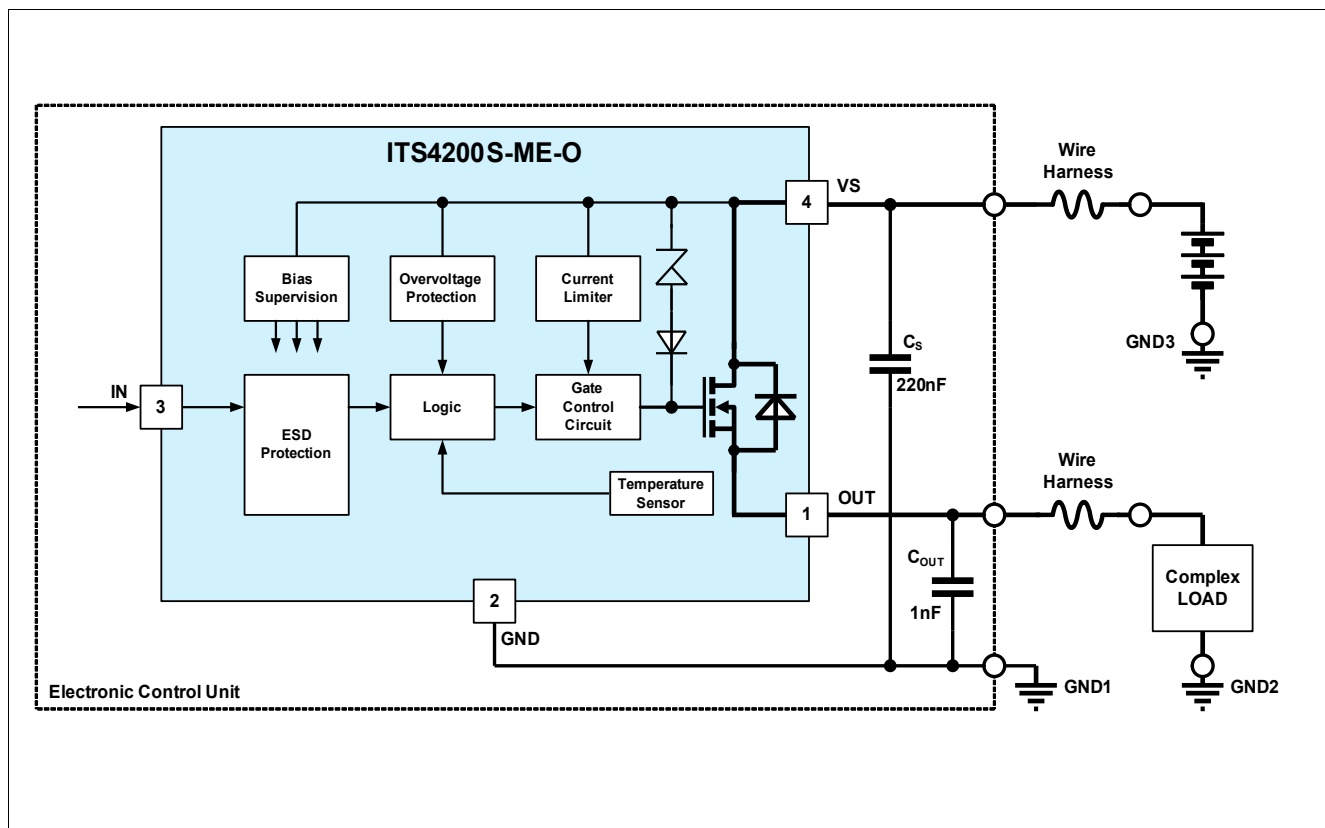 ITS4200S-ME-O
Wire
Harness
VS
4
Bias
Supervision
Overvoltage
Protection
Current
Limiter
CS
220nF
GND3
IN
3
ESD
Protection
Logic
Gate
Control
Circuit
Temperature
Sensor
Wire
Harness
OUT
1
COUT
1nF
Complex
LOAD
2
GND
Electronic Control Unit
GND1
GND2